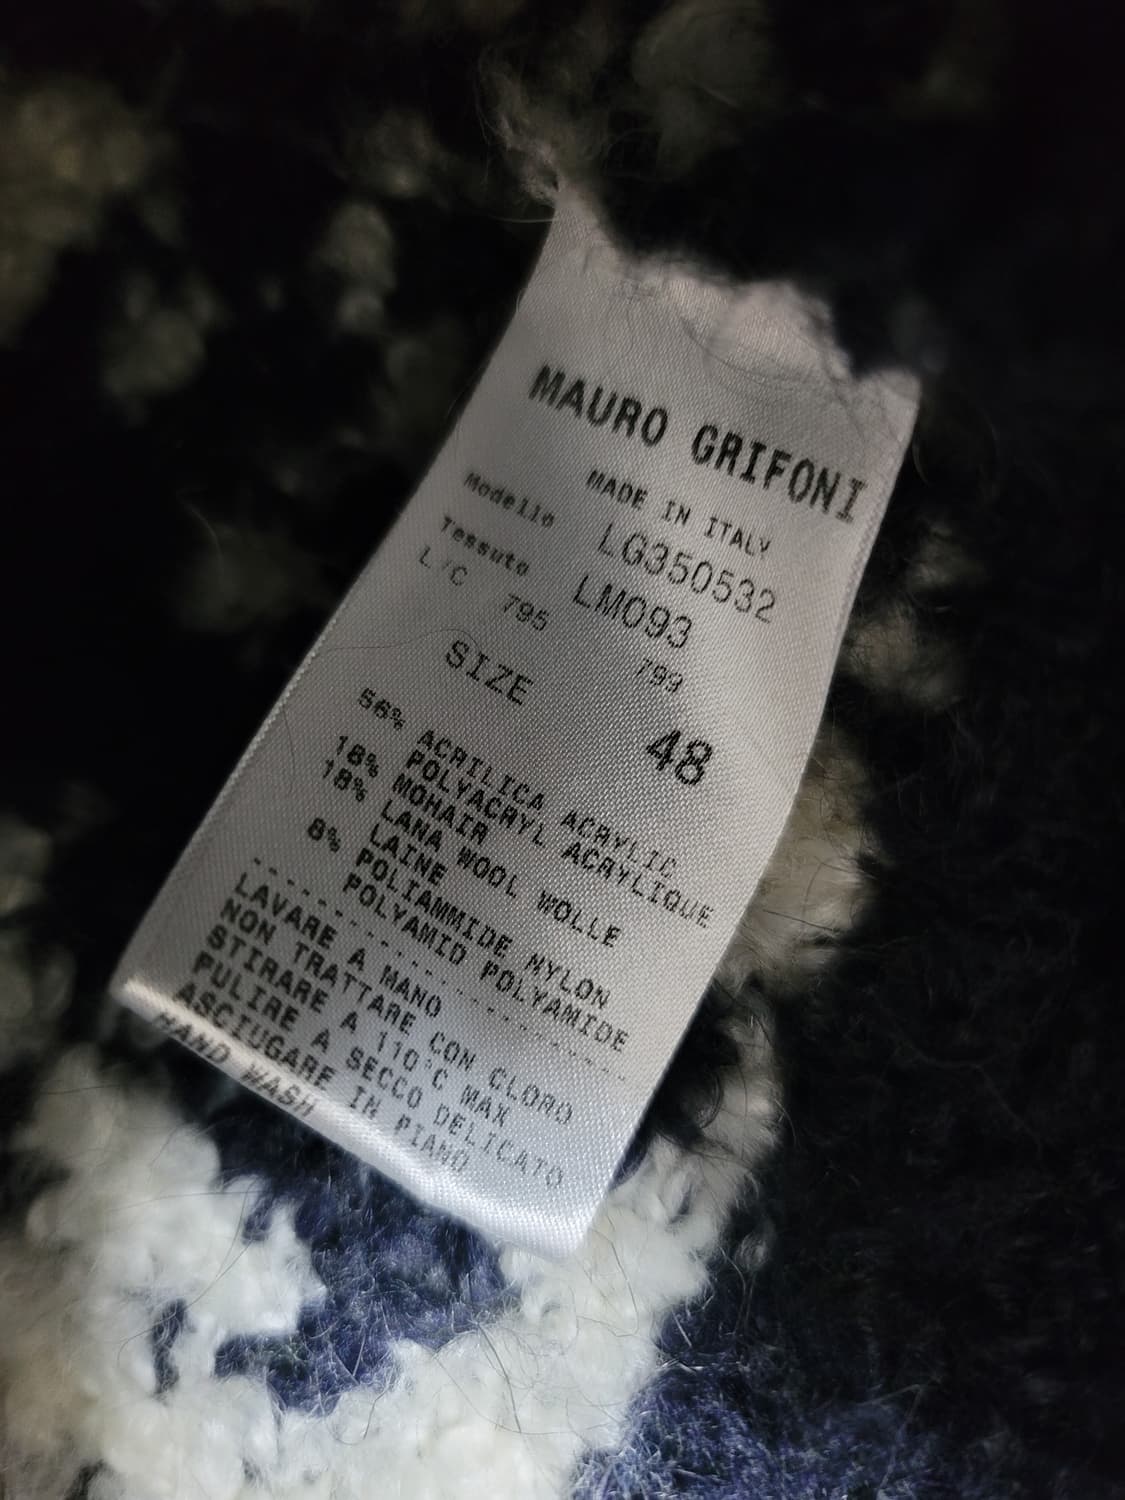 MAURO GRIFONI
MADE IN ITALY
Modello LG350532
Tessuto LM093
L/C 795 799
SIZE 48
56% ACRILICA ACRYLIC
POLYACRYL ACRYLIQUE
18% MOHAIR
18% LANA WOOL WOLLE
LAINE
8% POLIAMMIDE NYLON
POLYAMID POLYAMIDE
--------------------
LAVARE A MANO
NON TRATTARE CON CLORO
STIRARE A 110°C MAX
PULIRE A SECCO DELICATO
ASCIUGARE IN PIANO
HAND WASH